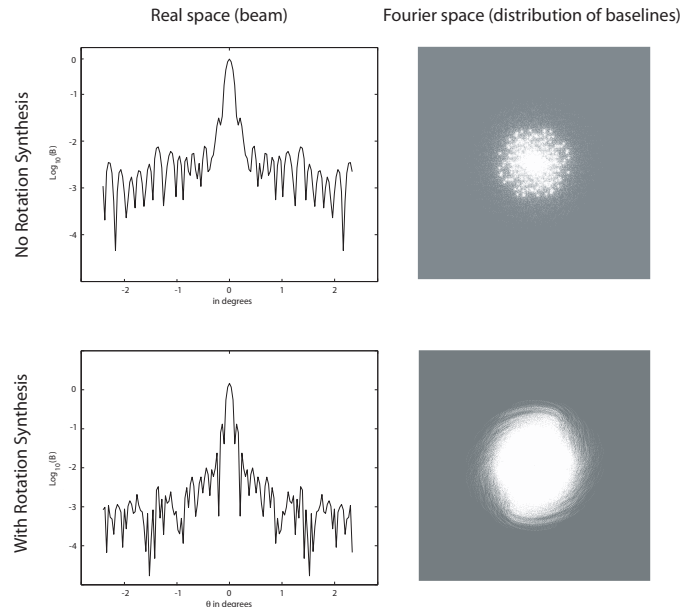 Real space (beam)
Fourier space (distribution of baselines)
No Rotation Synthesis
Log10(B)
0
-1
-2
-3
-4
-2
-1
0
1
2
in degrees
With Rotation Synthesis
Log10(B)
0
-1
-2
-3
-4
-2
-1
0
1
2
θ in degrees